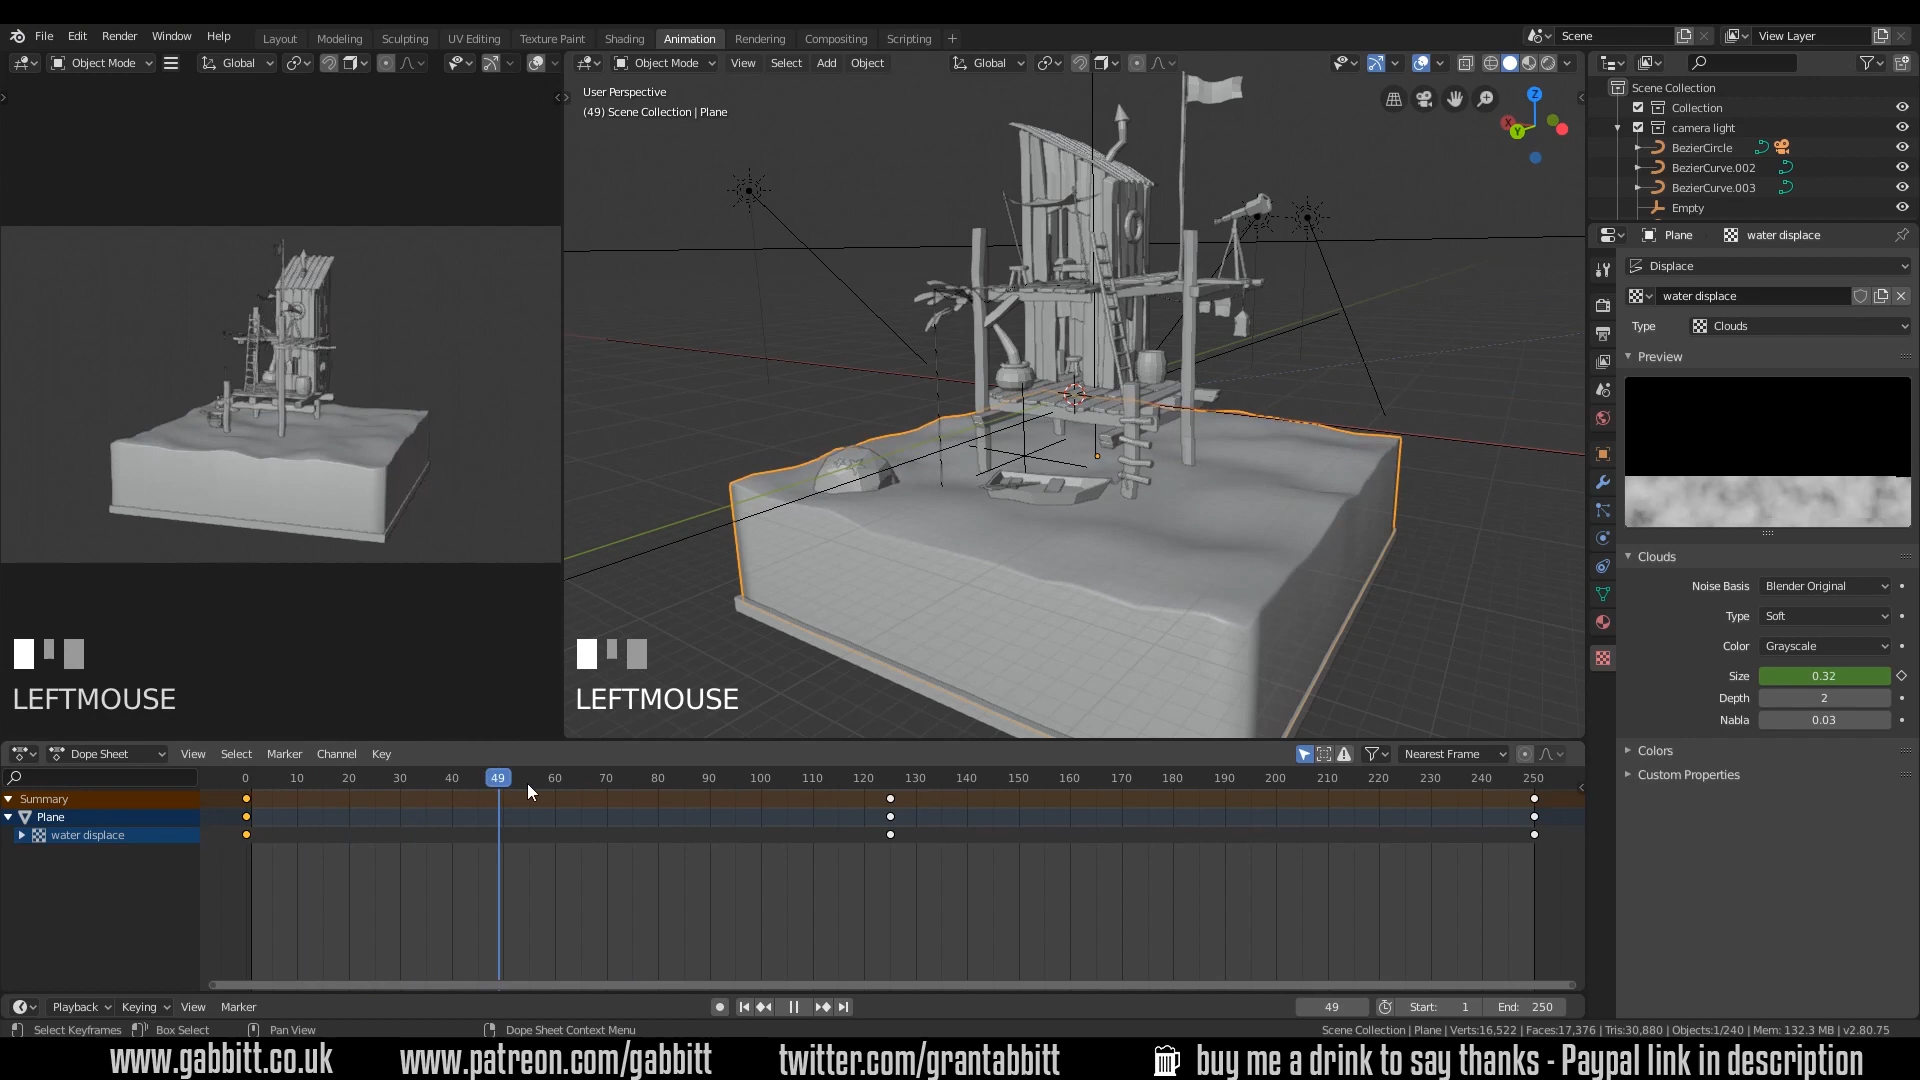 File Edit Render Window Help Layout Modeling Sculpting UV Editing Texture Paint Shading Animation Rendering Compositing Scripting + Scene View Layer
Object Mode Global Object Mode View Select Add Object Global
User Perspective
(49) Scene Collection | Plane
Z
X
Y
LEFTMOUSE
LEFTMOUSE
Scene Collection
Collection
camera light
BezierCircle
BezierCurve.002
BezierCurve.003
Empty
Plane water displace
Displace
water displace
Type Clouds
Preview
Clouds
Noise Basis Blender Original
Type Soft
Color Grayscale
Size 0.32
Depth 2
Nabla 0.03
Colors
Custom Properties
Dope Sheet View Select Marker Channel Key Nearest Frame
0 10 20 30 40 49 60 70 80 90 100 110 120 130 140 150 160 170 180 190 200 210 220 230 240 250
Summary
Plane
water displace
Playback Keying View Marker 49 Start: 1 End: 250
Select Keyframes Box Select Pan View Dope Sheet Context Menu Scene Collection | Plane | Verts:16,522 | Faces:17,376 | Tris:30,880 | Objects:1/240 | Mem: 132.3 MB | v2.80.75
www.gabbitt.co.uk www.patreon.com/gabbitt twitter.com/grantabbitt buy me a drink to say thanks - Paypal link in description